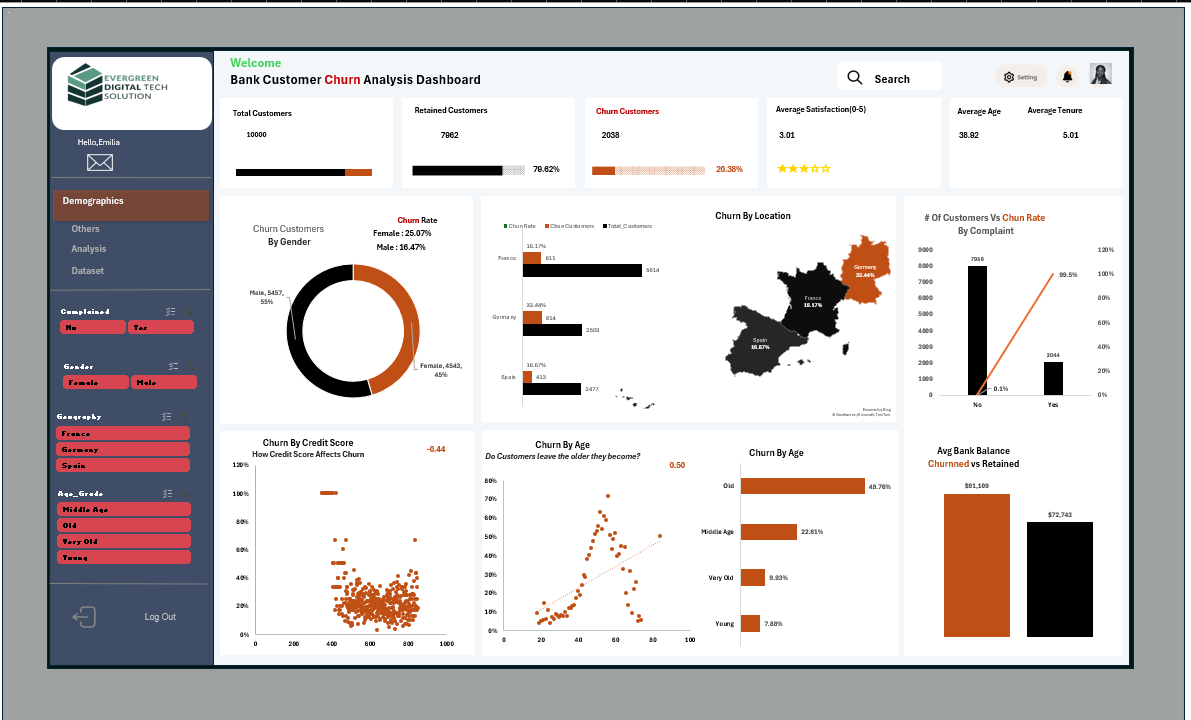 EVERGREEN
DIGITAL TECH
SOLUTION
Hello,Emilia
Demographics
Others
Analysis
Dataset
Complained
No
Yes
Gender
Female
Male
Geography
France
Germany
Spain
Age_Grade
Middle Age
Old
Very Old
Young
Log Out
Welcome
Bank Customer Churn Analysis Dashboard
Search
Setting
Total Customers
10000
Retained Customers
7962
79.62%
Churn Customers
2038
20.38%
Average Satisfaction(0-5)
3.01
Average Age
38.92
Average Tenure
5.01
Churn Customers
By Gender
Churn Rate
Female : 25.07%
Male : 16.47%
Male, 5457,
55%
Female, 4543,
45%
Churn By Location
Churn Rate
Churn Customers
Total_Customers
France
16.17%
811
5014
Germany
32.44%
814
2509
Spain
16.67%
413
2477
Germany
32.44%
France
16.17%
Spain
16.67%
Powered by Bing
© GeoNames, Microsoft, TomTom
# Of Customers Vs Chun Rate
By Complaint
9000
8000
7000
6000
5000
4000
3000
2000
1000
0
120%
100%
80%
60%
40%
20%
0%
7956
2044
99.5%
0.1%
No
Yes
Churn By Credit Score
How Credit Score Affects Churn
-0.44
120%
100%
80%
60%
40%
20%
0%
0
200
400
600
800
1000
Churn By Age
Do Customers leave the older they become?
0.50
80%
70%
60%
50%
40%
30%
20%
10%
0%
0
20
40
60
80
100
Churn By Age
Old
49.76%
Middle Age
22.61%
Very Old
9.93%
Young
7.88%
Avg Bank Balance
Churnned vs Retained
$91,109
$72,743